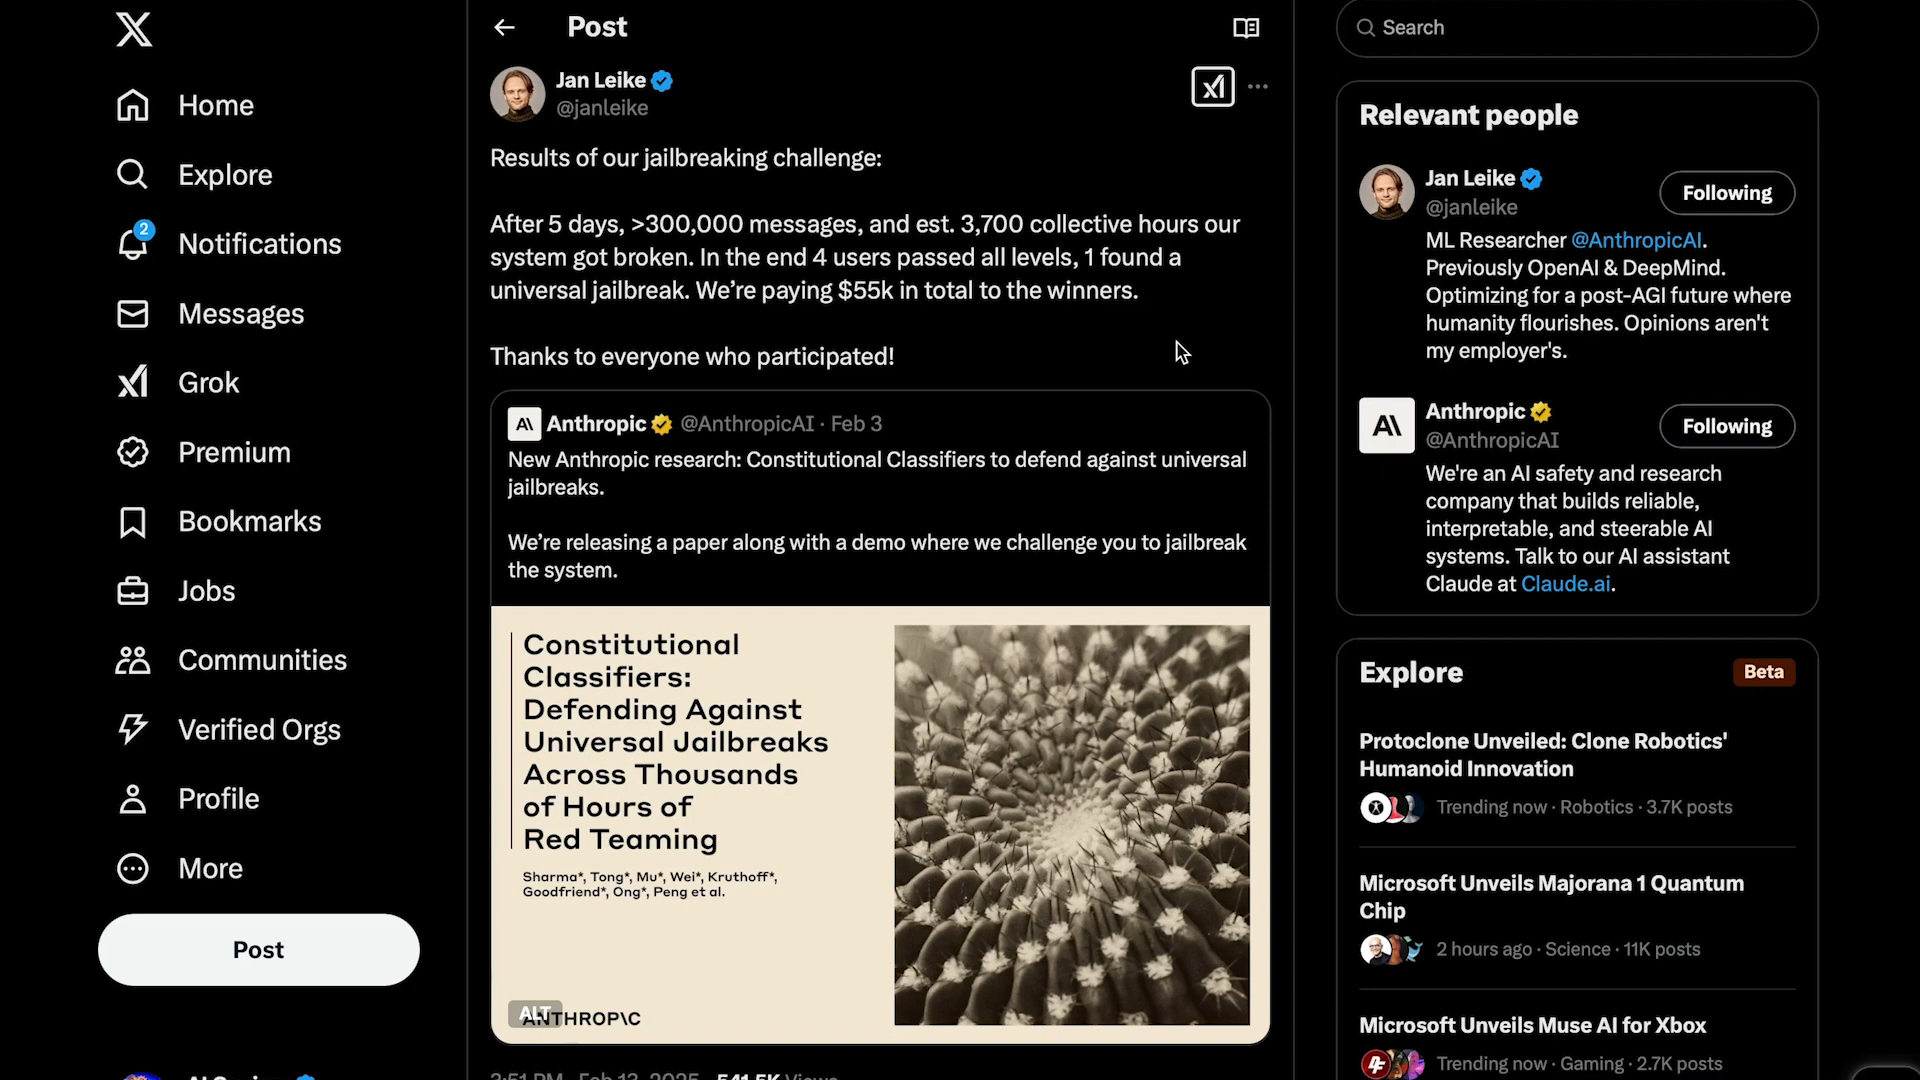 Home
Explore
2
Notifications
Messages
Grok
Premium
Bookmarks
Jobs
Communities
Verified Orgs
Profile
More
Post
Post
Jan Leike
@janleike
Results of our jailbreaking challenge:
After 5 days, >300,000 messages, and est. 3,700 collective hours our
system got broken. In the end 4 users passed all levels, 1 found a
universal jailbreak. We’re paying $55k in total to the winners.
Thanks to everyone who participated!
Anthropic @AnthropicAI · Feb 3
New Anthropic research: Constitutional Classifiers to defend against universal
jailbreaks.
We’re releasing a paper along with a demo where we challenge you to jailbreak
the system.
Constitutional
Classifiers:
Defending Against
Universal Jailbreaks
Across Thousands
of Hours of
Red Teaming
Sharma*, Tong*, Mu*, Wei*, Kruthoff*,
Goodfriend*, Ong*, Peng et al.
ALT
ANTHROP\C
3:51 PM · Feb 13, 2025 · 541.5K Views
Search
Relevant people
Jan Leike
Following
@janleike
ML Researcher @AnthropicAI.
Previously OpenAI & DeepMind.
Optimizing for a post-AGI future where
humanity flourishes. Opinions aren't
my employer's.
Anthropic
Following
@AnthropicAI
We're an AI safety and research
company that builds reliable,
interpretable, and steerable AI
systems. Talk to our AI assistant
Claude at Claude.ai.
Explore
Beta
Protoclone Unveiled: Clone Robotics'
Humanoid Innovation
Trending now · Robotics · 3.7K posts
Microsoft Unveils Majorana 1 Quantum
Chip
2 hours ago · Science · 11K posts
Microsoft Unveils Muse AI for Xbox
Trending now · Gaming · 2.7K posts